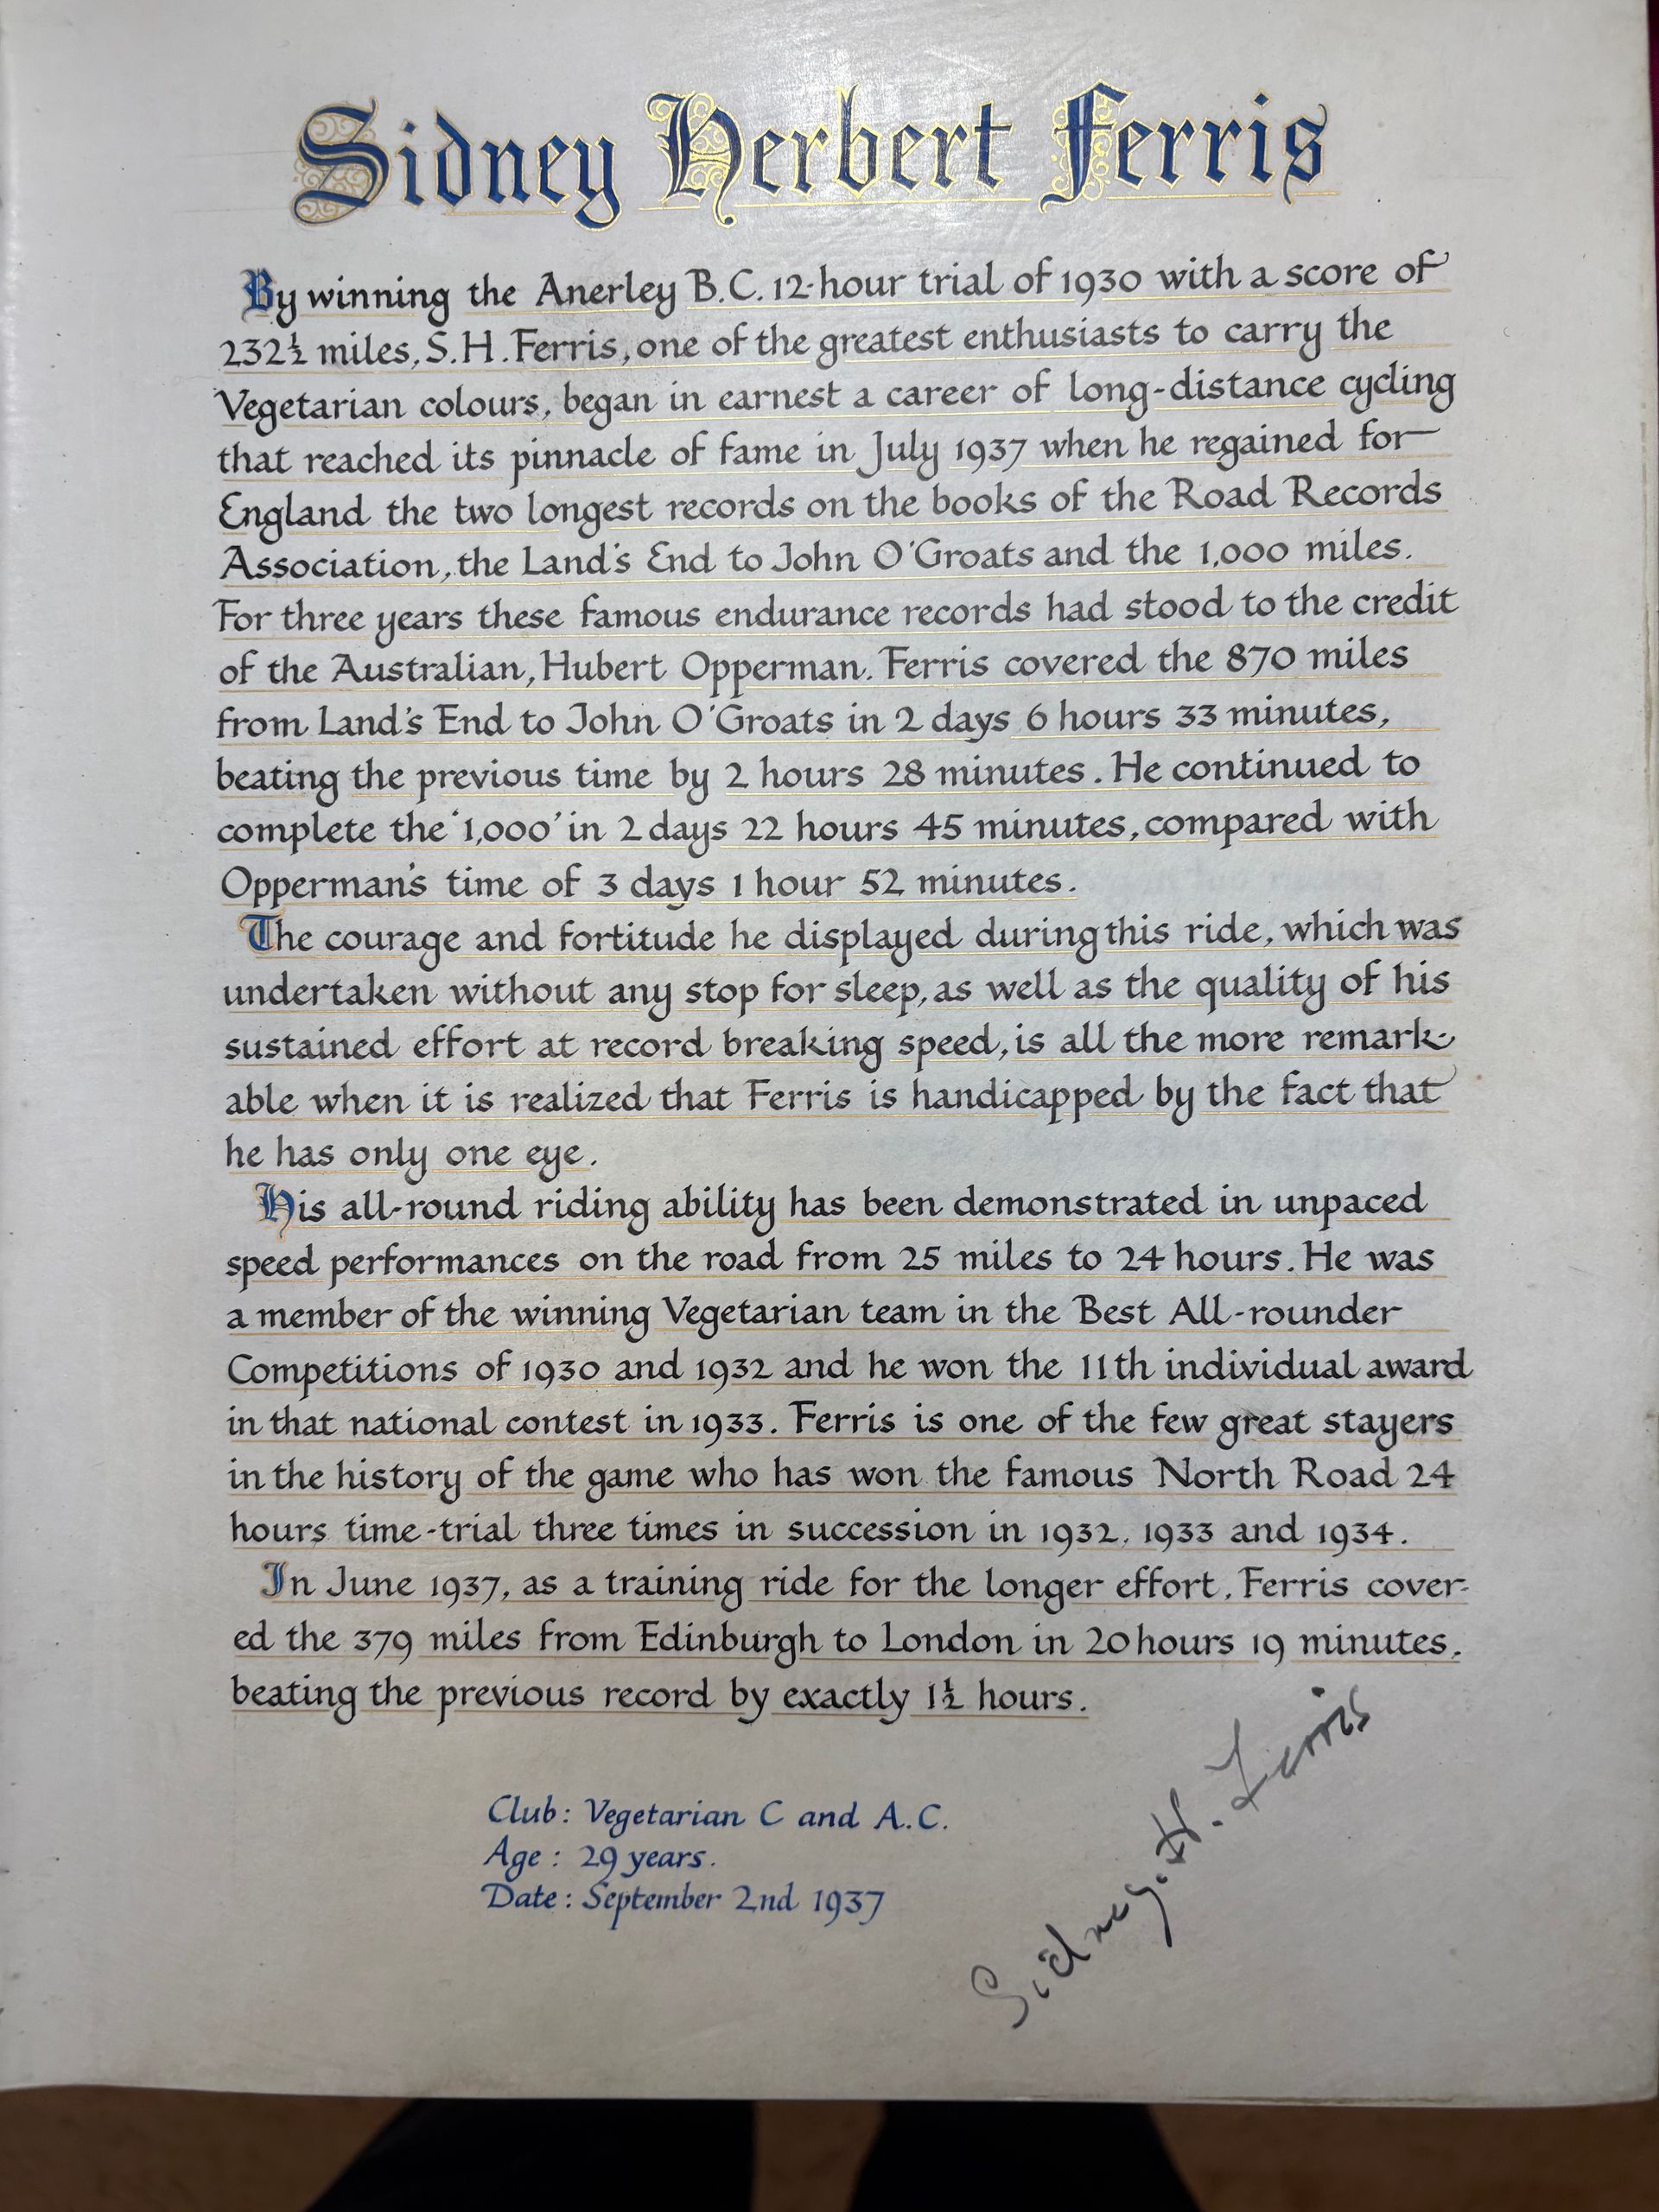 Sidney Herbert Ferris
By winning the Anerley B.C. 12-hour trial of 1930 with a score of
232½ miles, S.H. Ferris, one of the greatest enthusiasts to carry the
Vegetarian colours, began in earnest a career of long-distance cycling
that reached its pinnacle of fame in July 1937 when he regained for
England the two longest records on the books of the Road Records
Association, the Land's End to John O'Groats and the 1,000 miles.
For three years these famous endurance records had stood to the credit
of the Australian, Hubert Opperman. Ferris covered the 870 miles
from Land's End to John O'Groats in 2 days 6 hours 33 minutes,
beating the previous time by 2 hours 28 minutes. He continued to
complete the '1,000' in 2 days 22 hours 45 minutes, compared with
Opperman's time of 3 days 1 hour 52 minutes.
The courage and fortitude he displayed during this ride, which was
undertaken without any stop for sleep, as well as the quality of his
sustained effort at record breaking speed, is all the more remark-
able when it is realized that Ferris is handicapped by the fact that
he has only one eye.
His all-round riding ability has been demonstrated in unpaced
speed performances on the road from 25 miles to 24 hours. He was
a member of the winning Vegetarian team in the Best All-rounder
Competitions of 1930 and 1932 and he won the 11th individual award
in that national contest in 1933. Ferris is one of the few great stayers
in the history of the game who has won the famous North Road 24
hours time-trial three times in succession in 1932, 1933 and 1934.
In June 1937, as a training ride for the longer effort, Ferris cover-
ed the 379 miles from Edinburgh to London in 20 hours 19 minutes,
beating the previous record by exactly 1½ hours.
Club: Vegetarian C and A.C.
Age: 29 years.
Date: September 2nd 1937
Sidney. H. Ferris